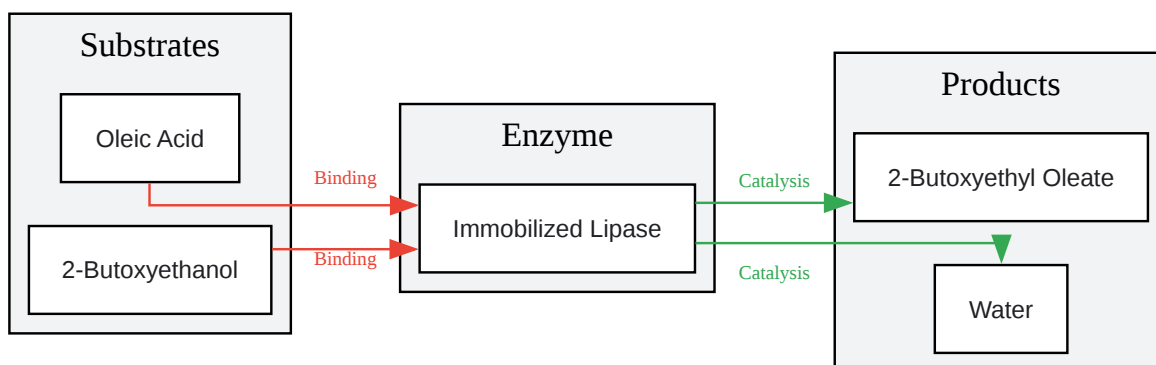 Substrates
Oleic Acid
2-Butoxyethanol
Binding
Binding
Enzyme
Immobilized Lipase
Catalysis
Catalysis
Products
2-Butoxyethyl Oleate
Water